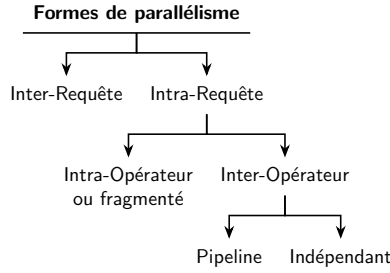 Formes de parallélisme
Inter-Requête Intra-Requête
Intra-Opérateur Inter-Opérateur
ou fragmenté
Pipeline Indépendant